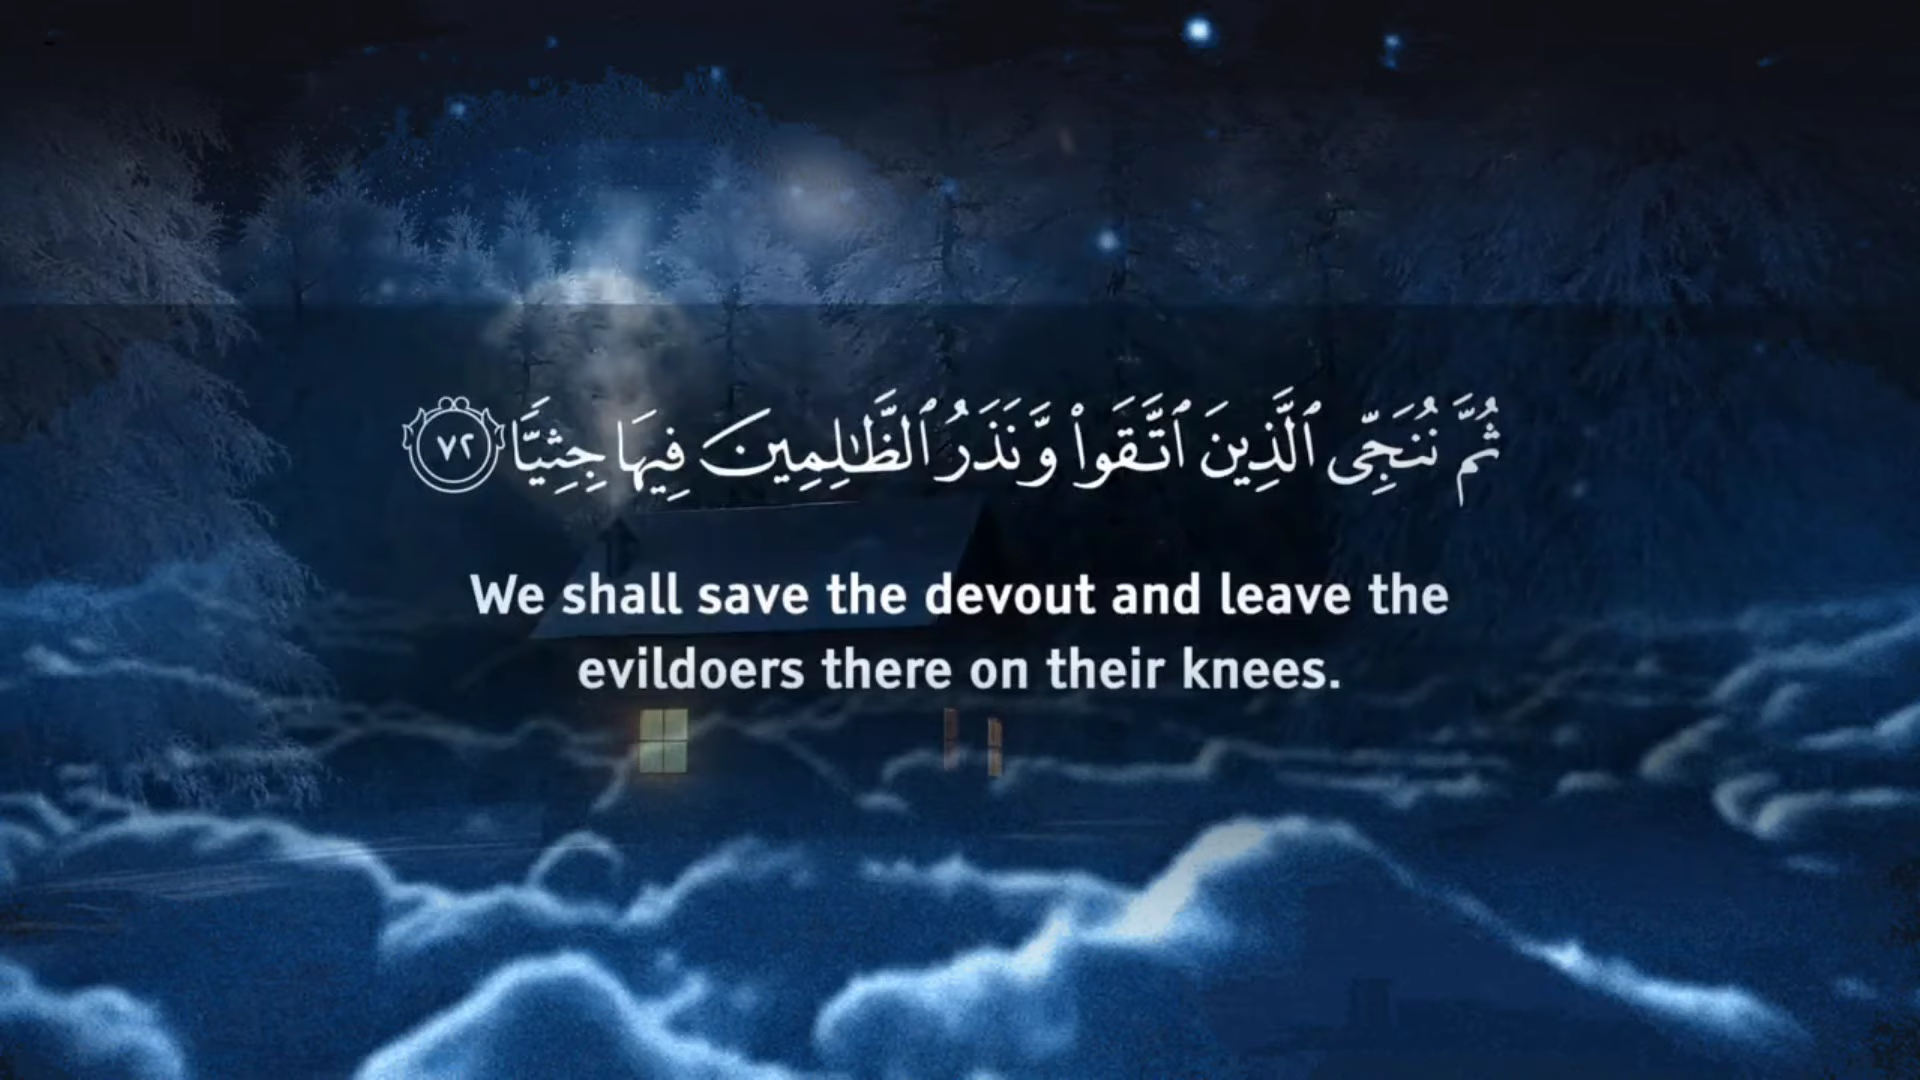 ثُمَّ نُنَجِّى ٱلَّذِينَ ٱتَّقَوا۟ وَّنَذَرُ ٱلظَّـٰلِمِينَ فِيهَا جِثِيًّا ٧٢
We shall save the devout and leave the
evildoers there on their knees.